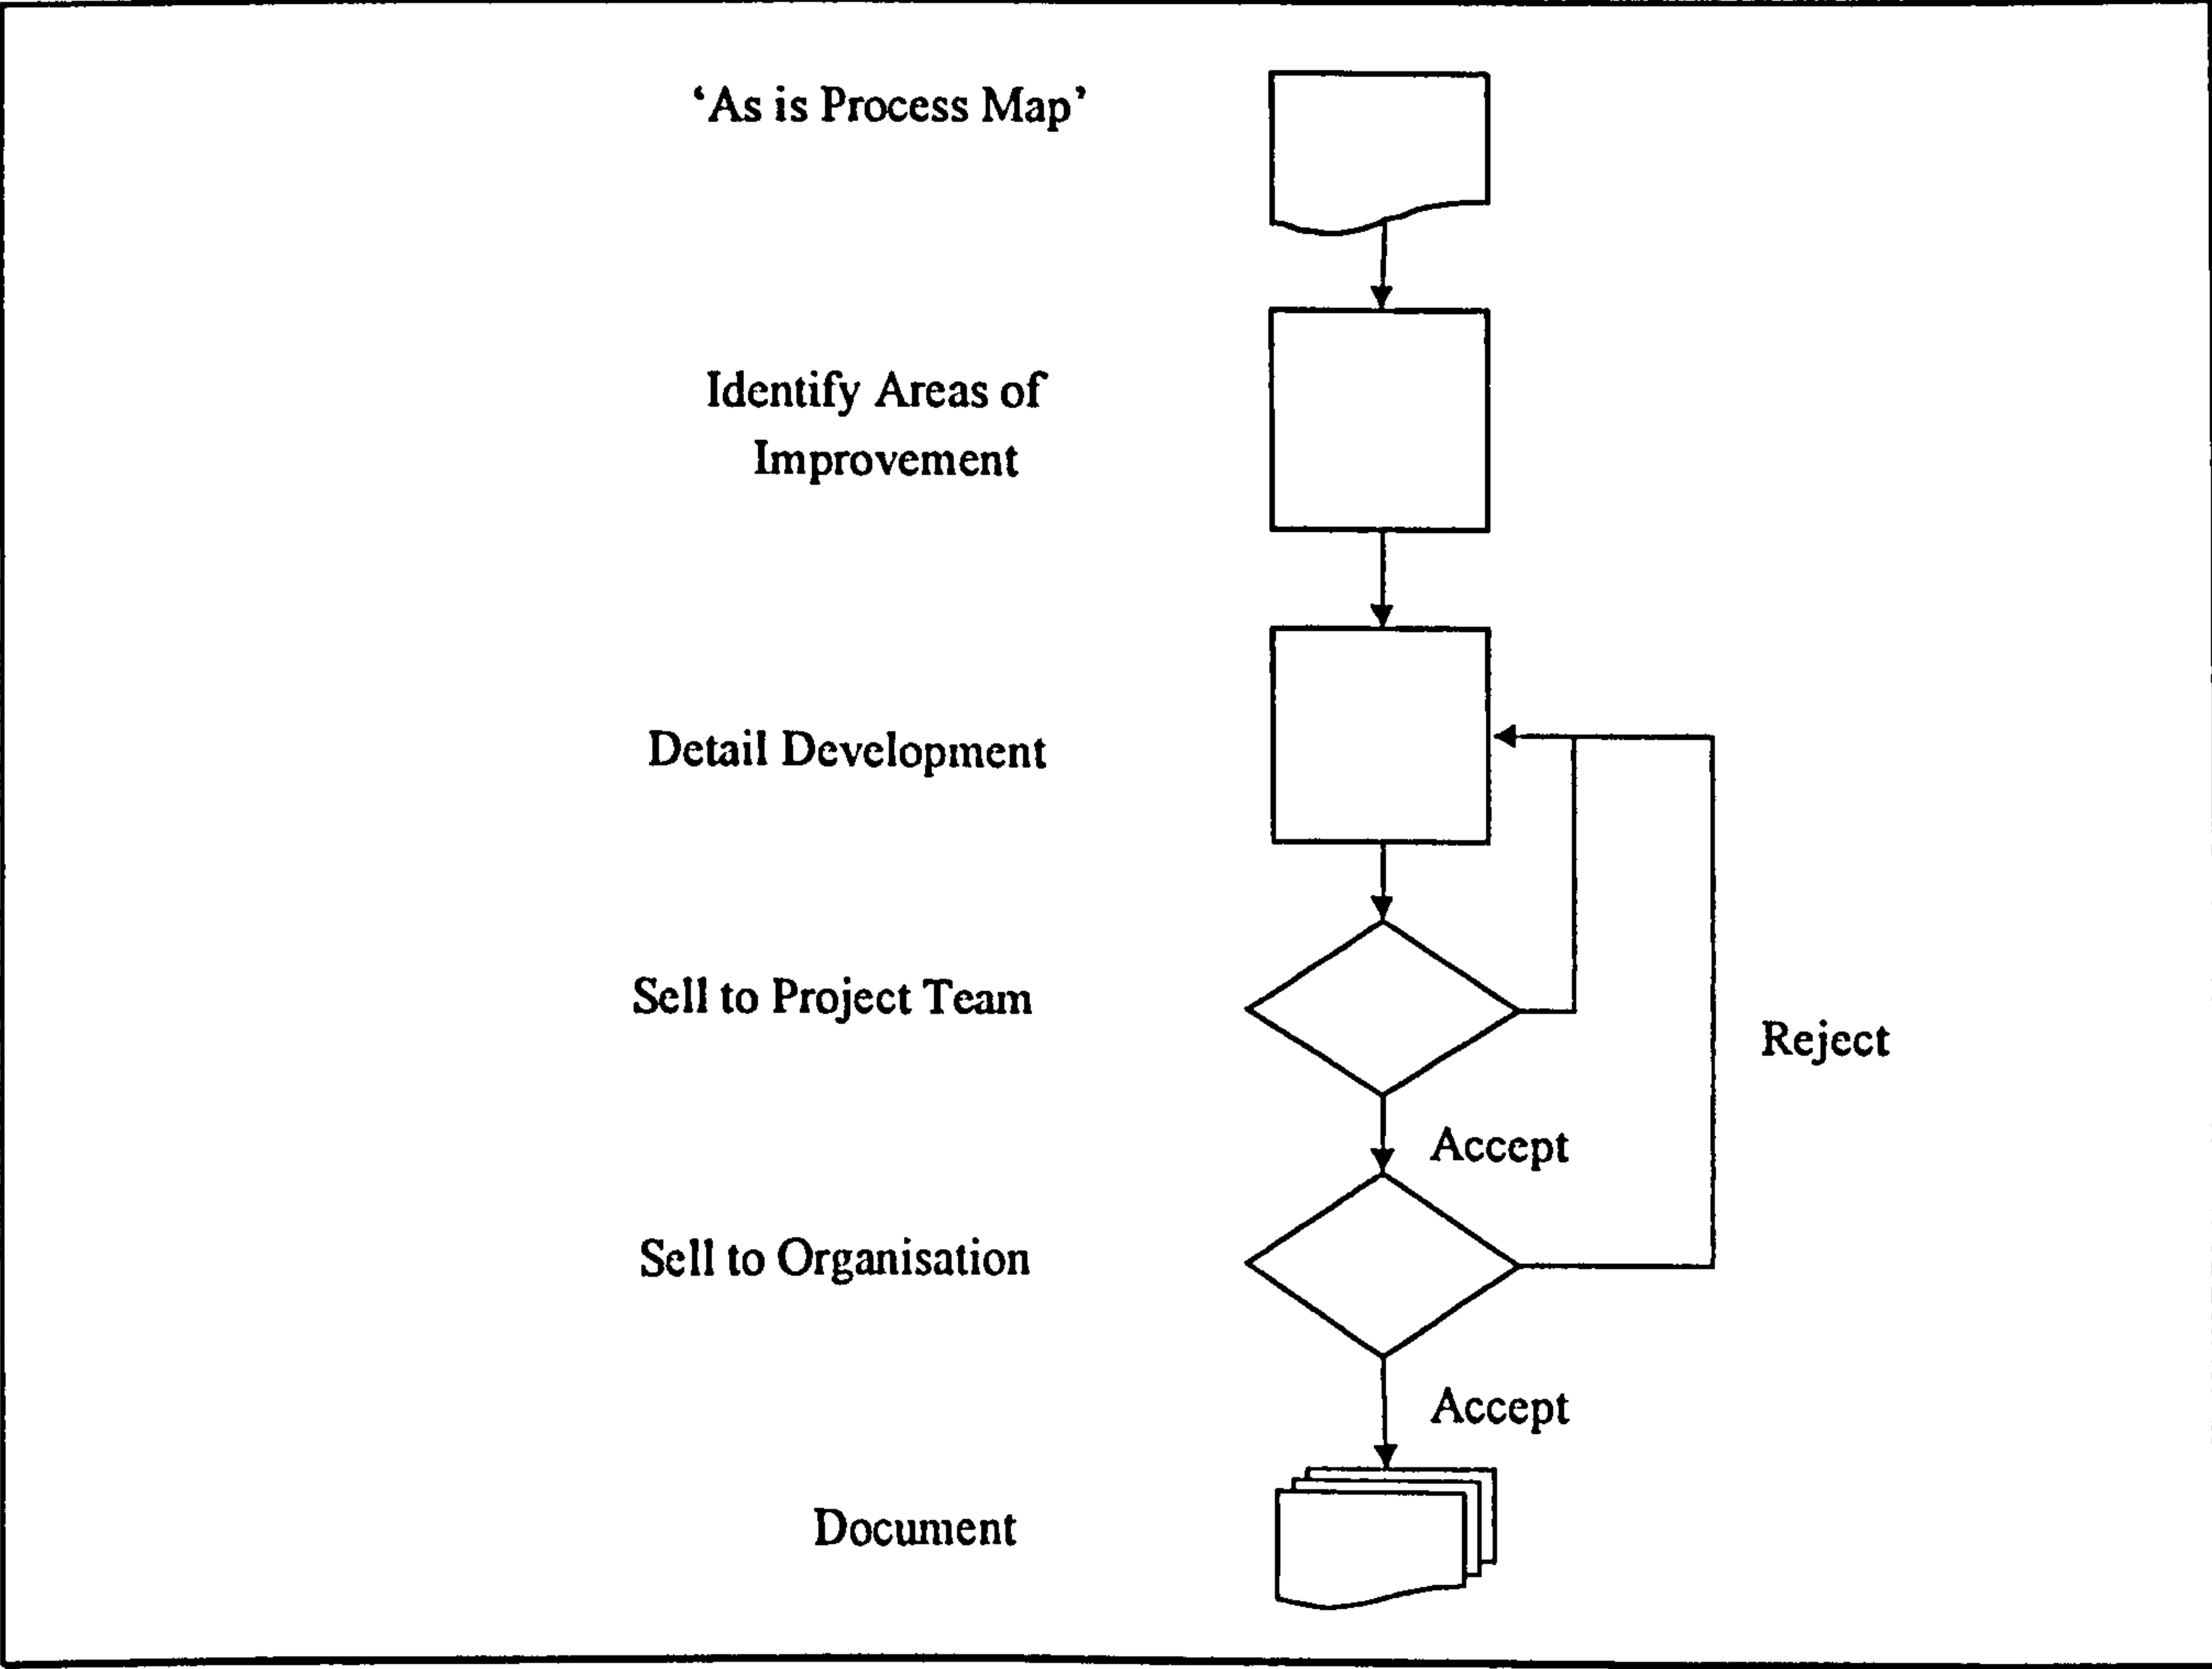 ‘As is Process Map’
Identify Areas of
Improvement
Detail Development
Sell to Project Team
Reject
Accept
Sell to Organisation
Accept
Document